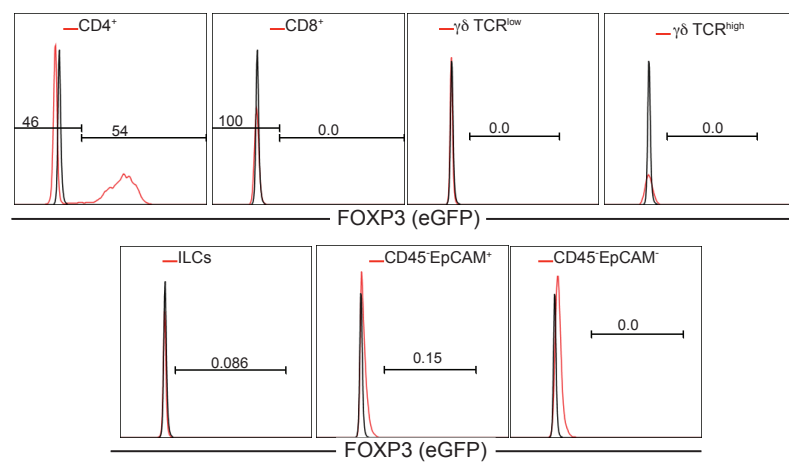 CD4⁺
CD8⁺
γδ TCRˡᵒʷ
γδ TCRʰⁱᵍʰ
46
54
100
0.0
0.0
0.0
FOXP3 (eGFP)
ILCs
CD45⁻EpCAM⁺
CD45⁻EpCAM⁻
0.086
0.15
0.0
FOXP3 (eGFP)